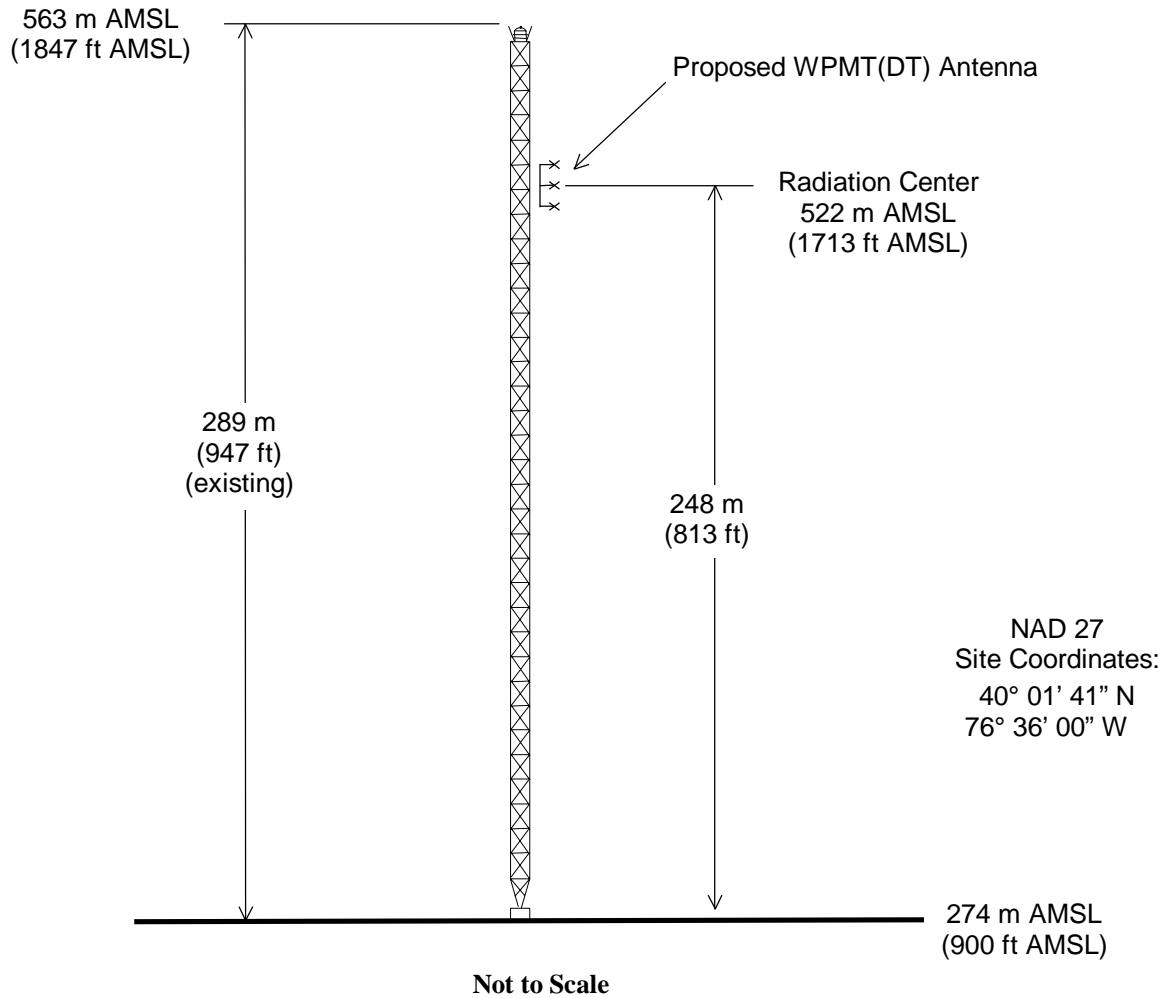 563 m AMSL
(1847 ft AMSL)
Proposed WPMT(DT) Antenna
Radiation Center
522 m AMSL
(1713 ft AMSL)
289 m
(947 ft)
(existing)
248 m
(813 ft)
NAD 27
Site Coordinates:
40° 01’ 41” N
76° 36’ 00” W
274 m AMSL
(900 ft AMSL)
Not to Scale